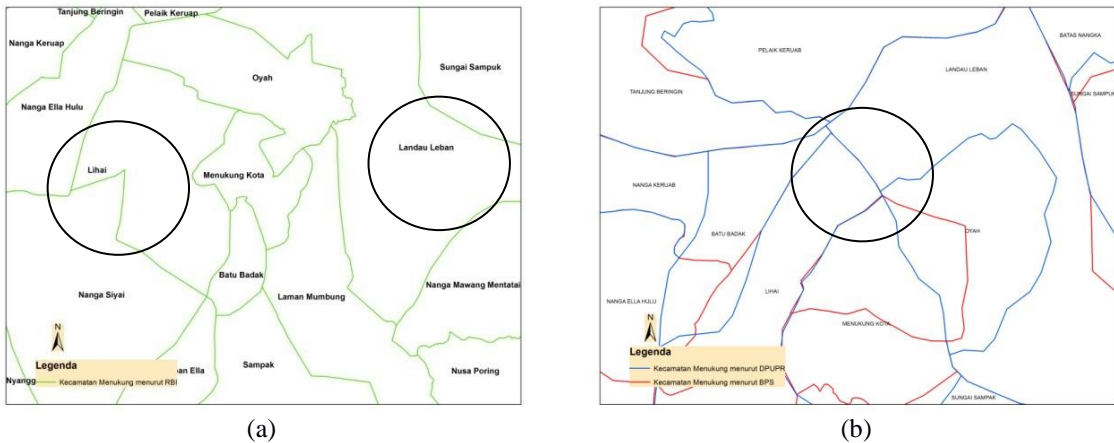 Tanjung Beringin
Pelaik Keruap
Nanga Keruap
Oyah
Sungai Sampuk
Nanga Ella Hulu
Landau Leban
Lihai
Menukung Kota
Batu Badak
Nanga Siyai
Laman Mumbung
Nanga Mawang Mentatai
N
Legenda
Kecamatan Menukung menurut RBI
Sampak
Nusa Poring
(a)
BATAS NANGKA
PELAIK KERUAB
LANDAU LEBAN
TANJUNG BERINGIN
SUNGAI SAMPUK
NANGA KERUAB
BATU BADAK
OYAH
LIHAI
NANGA ELLA HULU
MENUKUNG KOTA
N
Legenda
Kecamatan Menukung menurut DPUPR
Kecamatan Menukung menurut BPS
SUNGAI SAMPAK
(b)